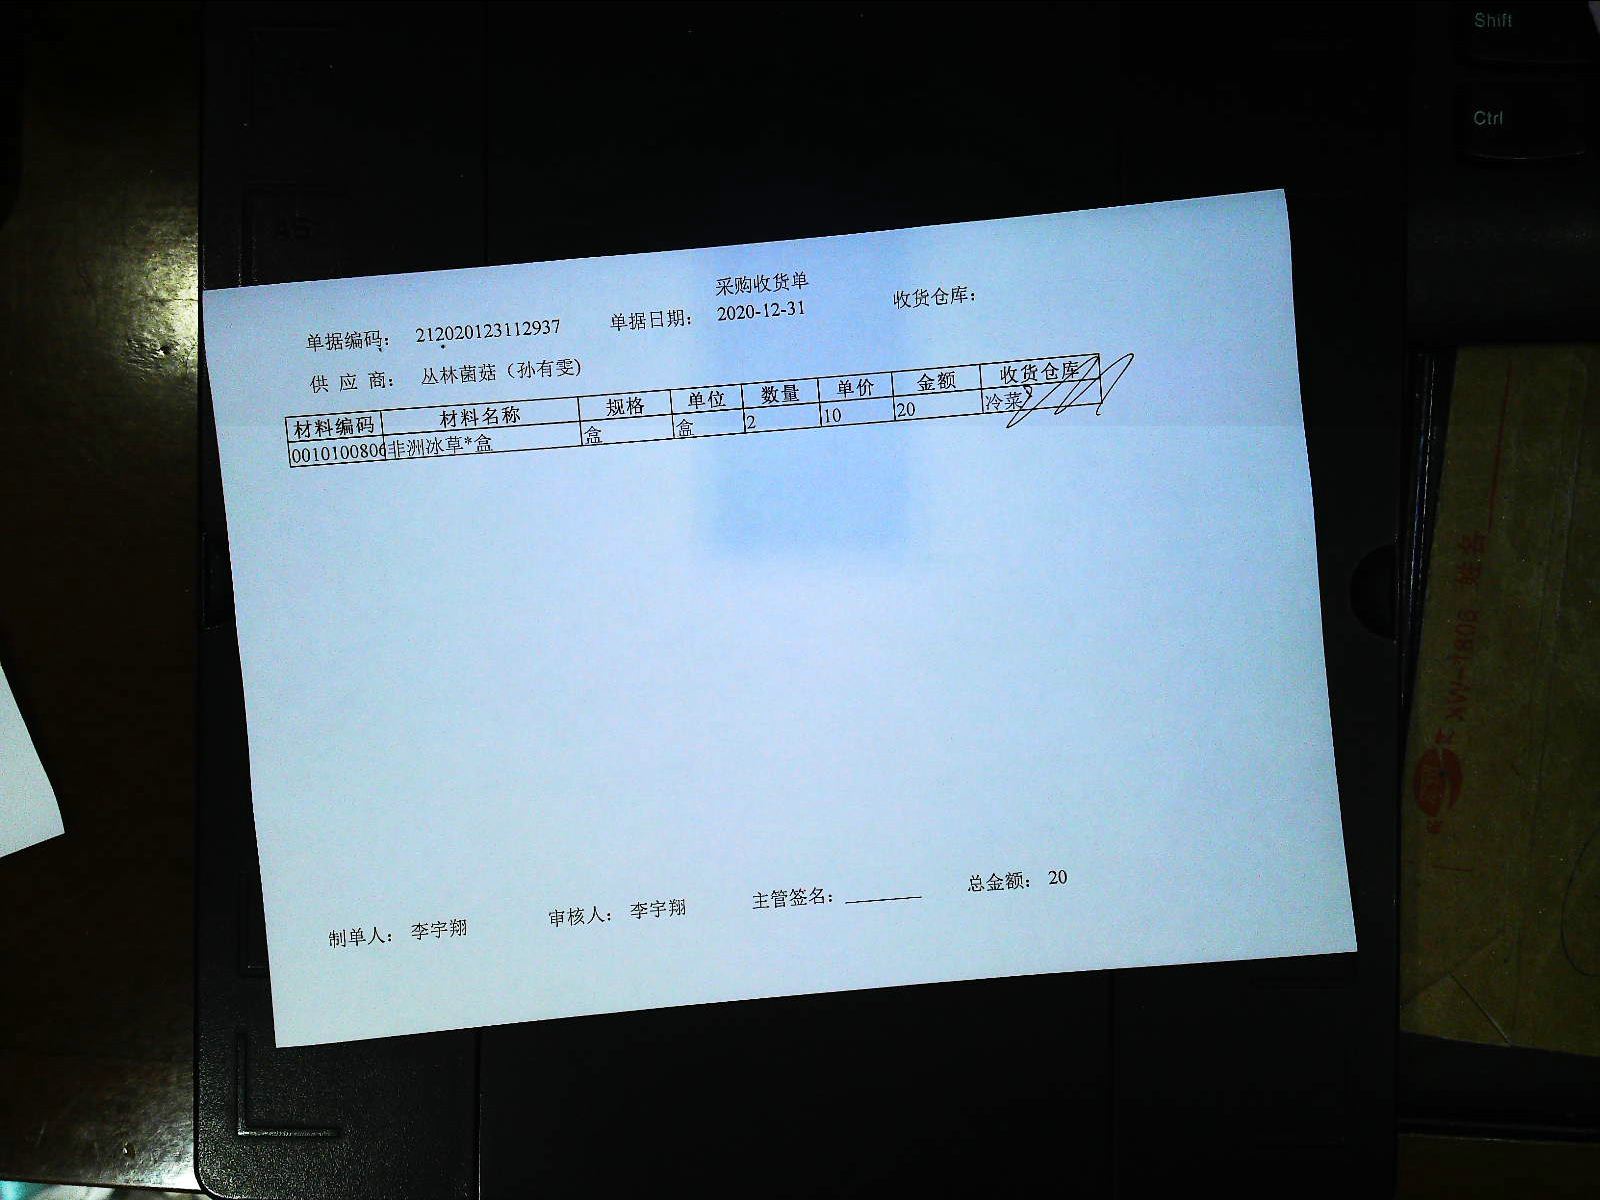 Shift
Ctrl
采购收货单
单据编码： 212020123112937 单据日期： 2020-12-31 收货仓库：
供 应 商： 丛林菌菇（孙有雯)
材料编码 材料名称 规格 单位 数量 单价 金额 收货仓库
0010100806 非洲冰草*盒 盒 盒 2 10 20 冷菜
制单人： 李宇翔 审核人： 李宇翔 主管签名： 总金额： 20
姓名